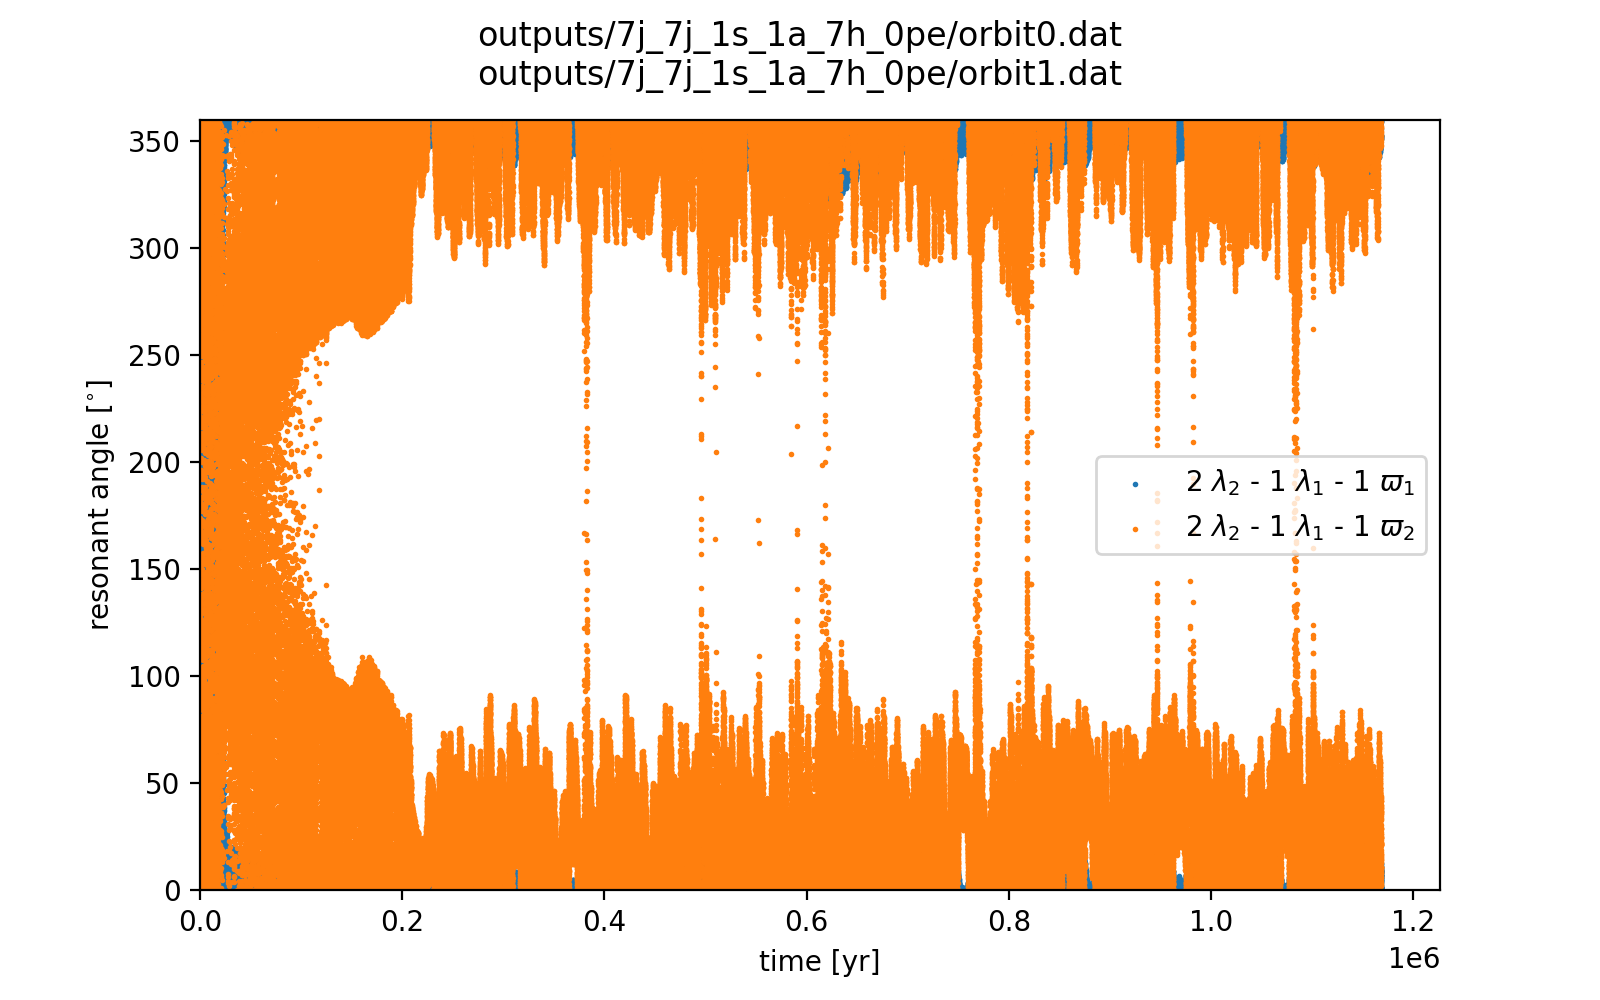 outputs/7j_7j_1s_1a_7h_0pe/orbit0.dat
outputs/7j_7j_1s_1a_7h_0pe/orbit1.dat
350
300
250
200
150
100
50
0
resonant angle [°]
2 λ₂ - 1 λ₁ - 1 ϖ₁
2 λ₂ - 1 λ₁ - 1 ϖ₂
0.0 0.2 0.4 0.6 0.8 1.0 1.2
time [yr]
1e6